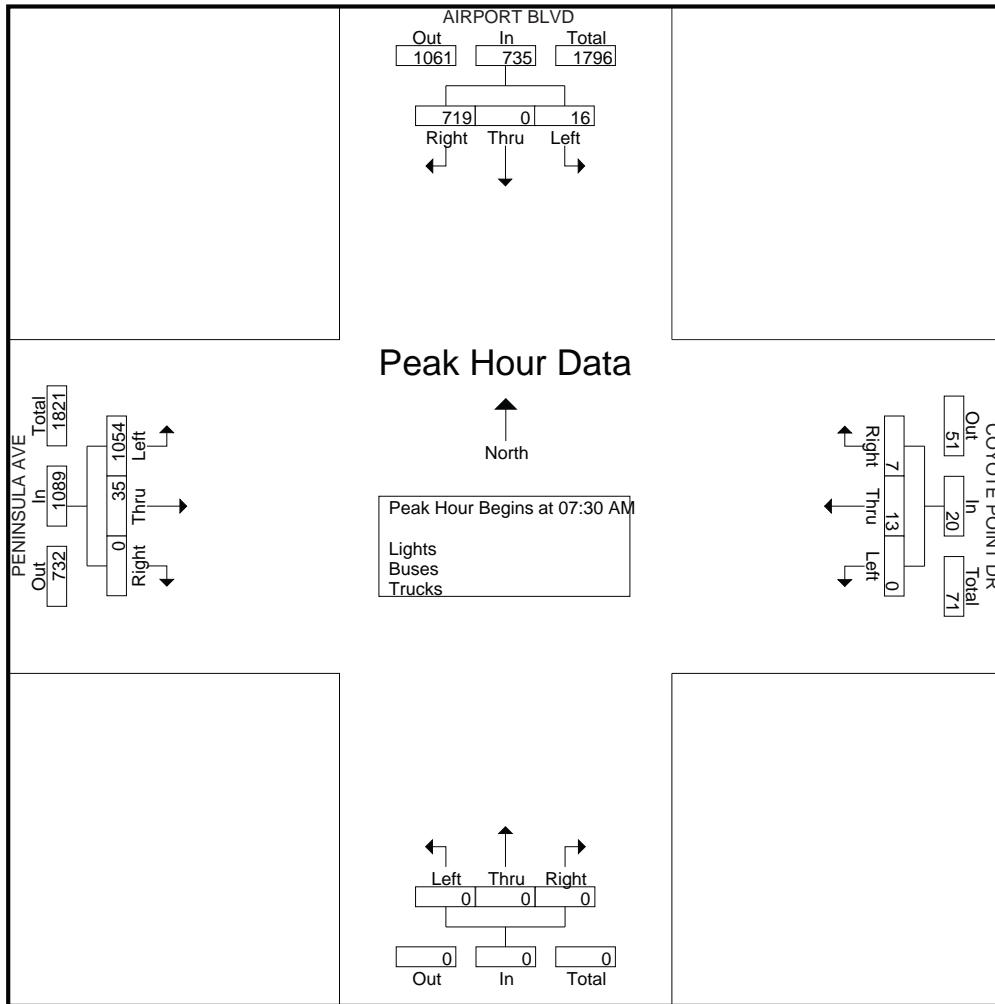 AIRPORT BLVD
Out In Total
1061 735 1796
719 0 16
Right Thru Left
Peak Hour Data
North
Peak Hour Begins at 07:30 AM
Lights
Buses
Trucks
PENINSULA AVE
Out In Total
732 1089 1821
1054 35 0
Left Thru Right
COYOTE POINT DR
Out In Total
51 20 71
Right Thru Left
7 13 0
Left Thru Right
0 0 0
0 0 0
Out In Total